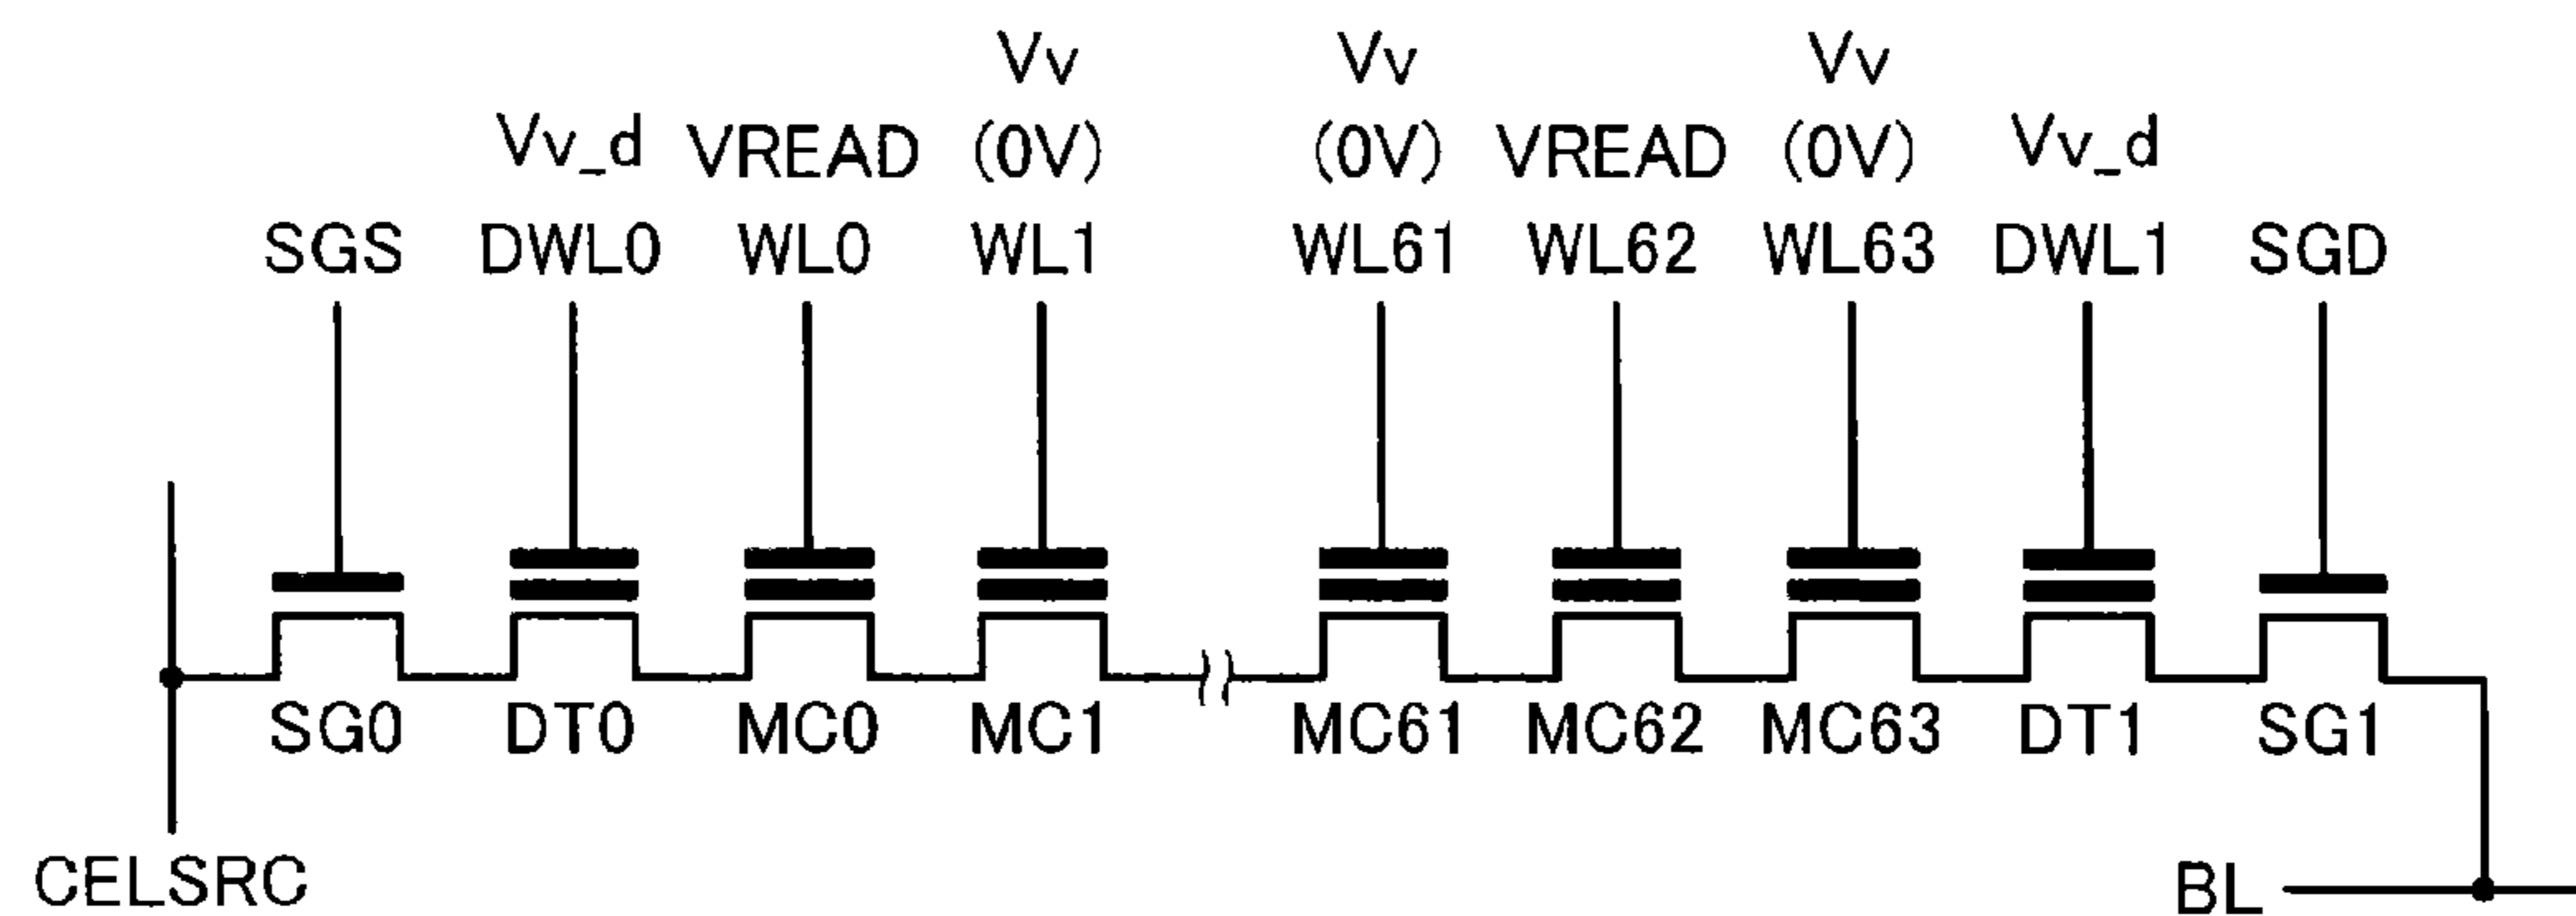 Vv Vv Vv
Vv_d VREAD (0V) (0V) VREAD (0V) Vv_d
SGS DWL0 WL0 WL1 WL61 WL62 WL63 DWL1 SGD
SG0 DT0 MC0 MC1 MC61 MC62 MC63 DT1 SG1
CELSRC BL